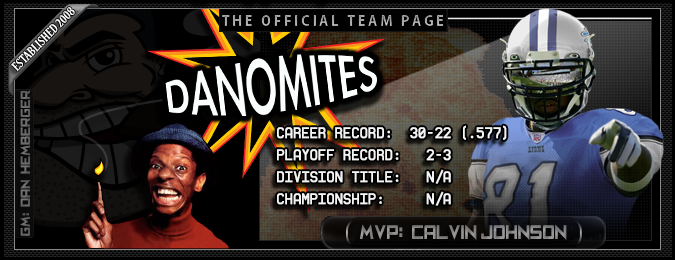 THE OFFICIAL TEAM PAGE
ESTABLISHED 2008
DANOMITES
CAREER RECORD: 30-22 (.577)
PLAYOFF RECORD: 2-3
DIVISION TITLE: N/A
CHAMPIONSHIP: N/A
GM: DAN HEMBERGER
LIONS
81
( MVP: CALVIN JOHNSON )